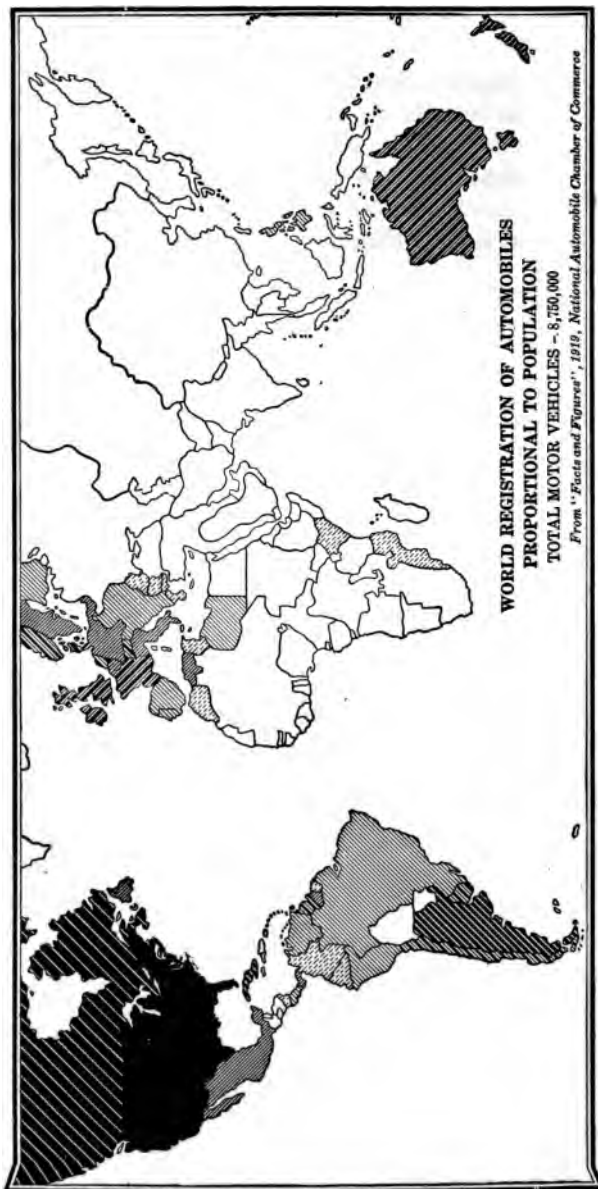 WORLD REGISTRATION OF AUTOMOBILES
PROPORTIONAL TO POPULATION
TOTAL MOTOR VEHICLES - 8,750,000
From "Facts and Figures", 1919, National Automobile Chamber of Commerce